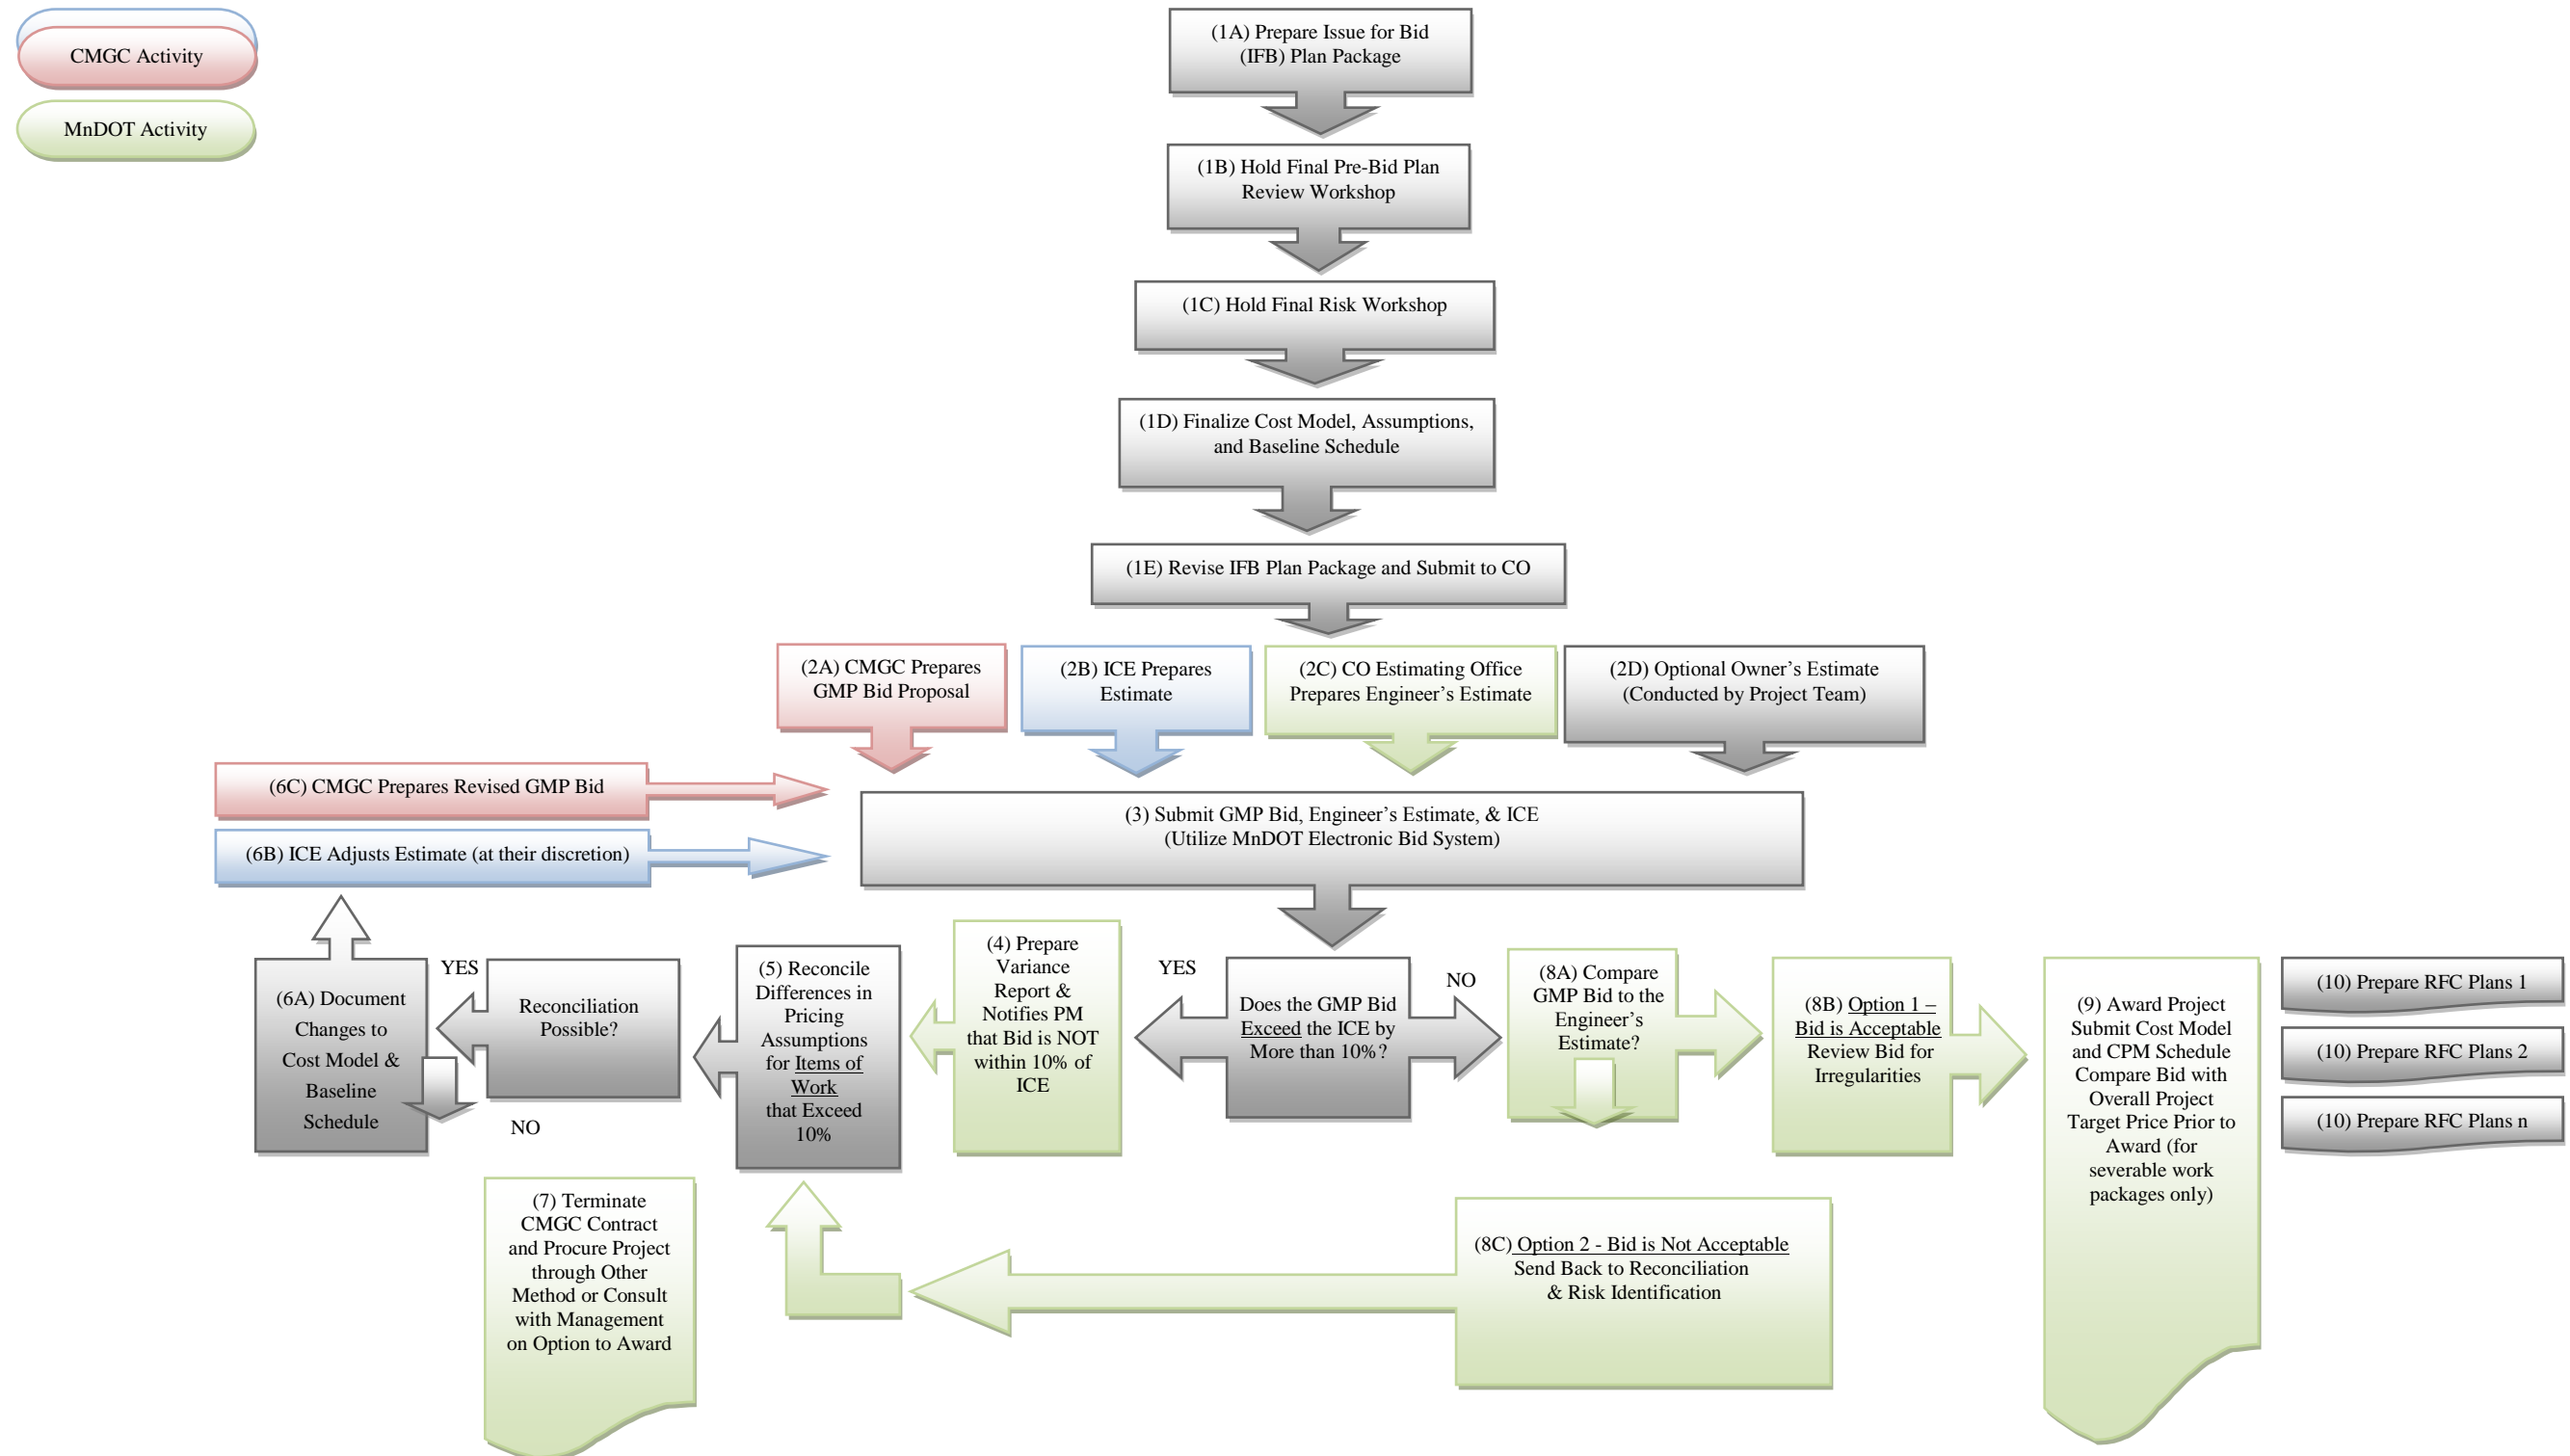 CMGC Activity
MnDOT Activity
(1A) Prepare Issue for Bid
(IFB) Plan Package
(1B) Hold Final Pre-Bid Plan
Review Workshop
(1C) Hold Final Risk Workshop
(1D) Finalize Cost Model, Assumptions,
and Baseline Schedule
(1E) Revise IFB Plan Package and Submit to CO
(2A) CMGC Prepares
GMP Bid Proposal
(2B) ICE Prepares
Estimate
(2C) CO Estimating Office
Prepares Engineer’s Estimate
(2D) Optional Owner’s Estimate
(Conducted by Project Team)
(6C) CMGC Prepares Revised GMP Bid
(6B) ICE Adjusts Estimate (at their discretion)
(3) Submit GMP Bid, Engineer’s Estimate, & ICE
(Utilize MnDOT Electronic Bid System)
(6A) Document
Changes to
Cost Model &
Baseline
Schedule
YES
Reconciliation
Possible?
NO
(5) Reconcile
Differences in
Pricing
Assumptions
for Items of
Work
that Exceed
10%
(4) Prepare
Variance
Report &
Notifies PM
that Bid is NOT
within 10% of
ICE
YES
Does the GMP Bid
Exceed the ICE by
More than 10%?
NO
(8A) Compare
GMP Bid to the
Engineer’s
Estimate?
(8B) Option 1 –
Bid is Acceptable
Review Bid for
Irregularities
(9) Award Project
Submit Cost Model
and CPM Schedule
Compare Bid with
Overall Project
Target Price Prior to
Award (for
severable work
packages only)
(10) Prepare RFC Plans 1
(10) Prepare RFC Plans 2
(10) Prepare RFC Plans n
(7) Terminate
CMGC Contract
and Procure Project
through Other
Method or Consult
with Management
on Option to Award
(8C) Option 2 - Bid is Not Acceptable
Send Back to Reconciliation
& Risk Identification